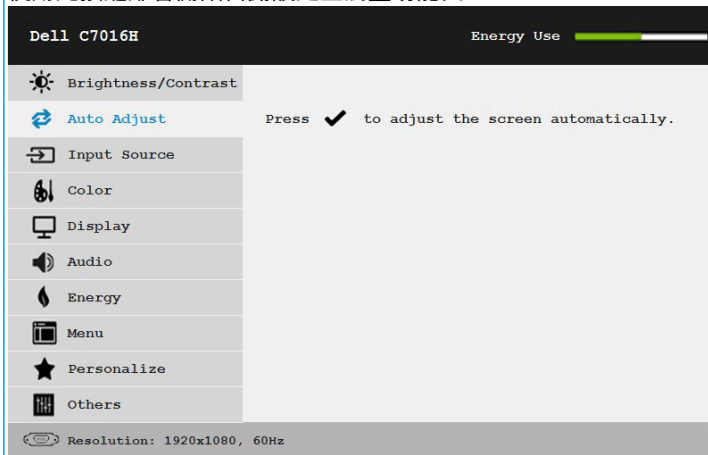 Dell C7016H
Energy Use
Brightness/Contrast
Auto Adjust
Press ✔ to adjust the screen automatically.
Input Source
Color
Display
Audio
Energy
Menu
Personalize
Others
Resolution: 1920x1080, 60Hz